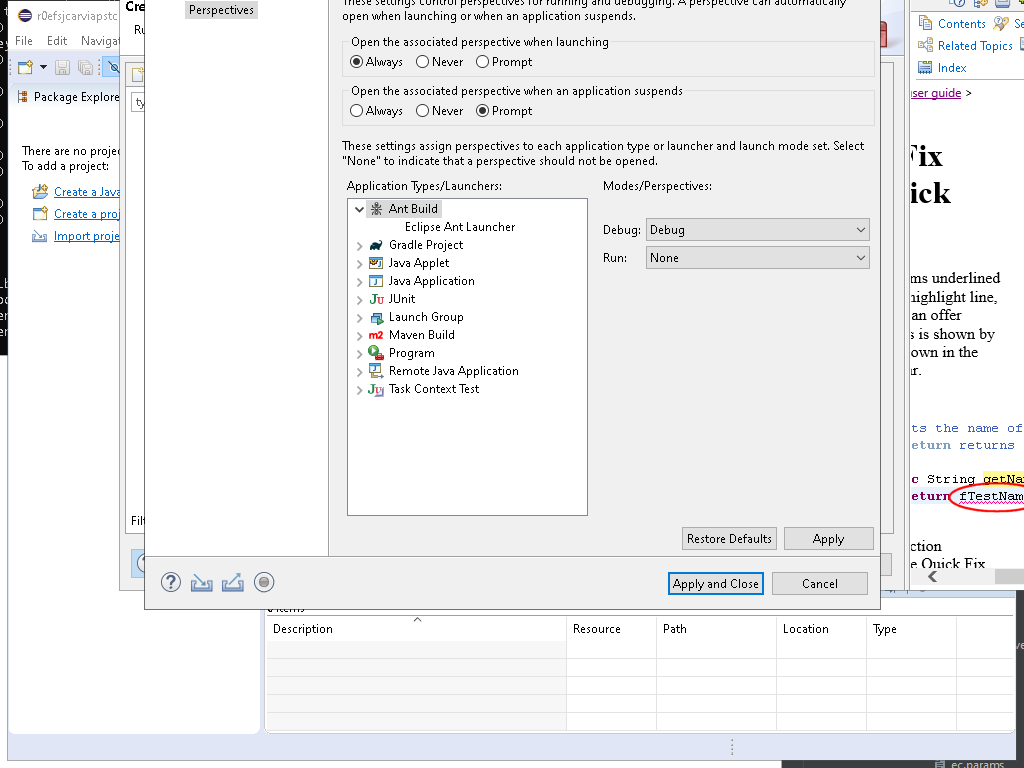 r0efsjcarviapstc
File Edit Navigat
Package Explore
There are no projec
To add a project:
Create a Java
Create a proj
Import proje
Cre
Ru
ty
Filt
Perspectives
These settings control perspectives for running and debugging. A perspective can automatically
open when launching or when an application suspends.
Open the associated perspective when launching
Always Never Prompt
Open the associated perspective when an application suspends
Always Never Prompt
These settings assign perspectives to each application type or launcher and launch mode set. Select
"None" to indicate that a perspective should not be opened.
Application Types/Launchers:
Modes/Perspectives:
Ant Build
Eclipse Ant Launcher
Gradle Project
Java Applet
Java Application
JUnit
Launch Group
Maven Build
Program
Remote Java Application
Task Context Test
Debug: Debug
Run: None
Restore Defaults
Apply
Apply and Close
Cancel
Contents Se
Related Topics
Index
user guide >
Fix
ick
ms underlined
highlight line,
an offer
s is shown by
own in the
r.
ts the name of
eturn returns
c String getNa
eturn fTestNam
ction
e Quick Fix
0 items
Description Resource Path Location Type
ec.params